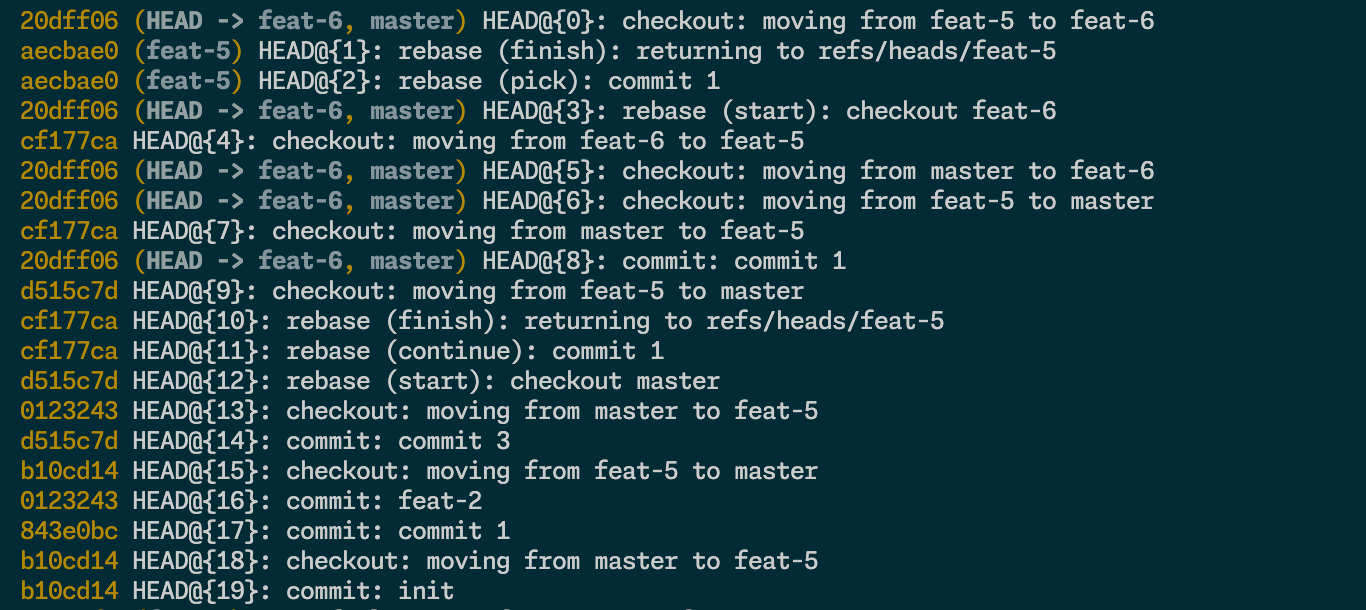 20dff06 (HEAD -> feat-6, master) HEAD@{0}: checkout: moving from feat-5 to feat-6
aecbae0 (feat-5) HEAD@{1}: rebase (finish): returning to refs/heads/feat-5
aecbae0 (feat-5) HEAD@{2}: rebase (pick): commit 1
20dff06 (HEAD -> feat-6, master) HEAD@{3}: rebase (start): checkout feat-6
cf177ca HEAD@{4}: checkout: moving from feat-6 to feat-5
20dff06 (HEAD -> feat-6, master) HEAD@{5}: checkout: moving from master to feat-6
20dff06 (HEAD -> feat-6, master) HEAD@{6}: checkout: moving from feat-5 to master
cf177ca HEAD@{7}: checkout: moving from master to feat-5
20dff06 (HEAD -> feat-6, master) HEAD@{8}: commit: commit 1
d515c7d HEAD@{9}: checkout: moving from feat-5 to master
cf177ca HEAD@{10}: rebase (finish): returning to refs/heads/feat-5
cf177ca HEAD@{11}: rebase (continue): commit 1
d515c7d HEAD@{12}: rebase (start): checkout master
0123243 HEAD@{13}: checkout: moving from master to feat-5
d515c7d HEAD@{14}: commit: commit 3
b10cd14 HEAD@{15}: checkout: moving from feat-5 to master
0123243 HEAD@{16}: commit: feat-2
843e0bc HEAD@{17}: commit: commit 1
b10cd14 HEAD@{18}: checkout: moving from master to feat-5
b10cd14 HEAD@{19}: commit: init